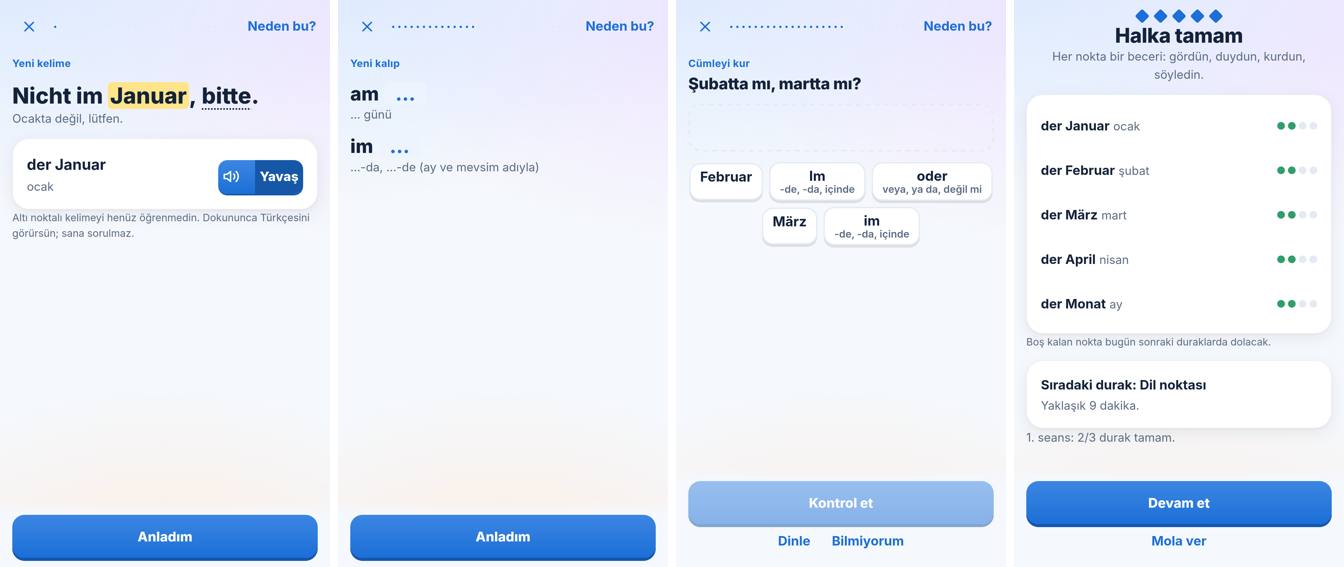 Neden bu?
Yeni kelime
Nicht im Januar, bitte.
Ocakta değil, lütfen.
der Januar
ocak
Yavaş
Altı noktalı kelimeyi henüz öğrenmedin. Dokununca Türkçesini
görürsün; sana sorulmaz.
Anladım
Neden bu?
Yeni kalıp
am ...
... günü
im ...
...-da, ...-de (ay ve mevsim adıyla)
Anladım
Neden bu?
Cümleyi kur
Şubatta mı, martta mı?
Februar
Im
-de, -da, içinde
oder
veya, ya da, değil mi
März
im
-de, -da, içinde
Kontrol et
Dinle Bilmiyorum
Halka tamam
Her nokta bir beceri: gördün, duydun, kurdun,
söyledin.
der Januar ocak
der Februar şubat
der März mart
der April nisan
der Monat ay
Boş kalan nokta bugün sonraki duraklarda dolacak.
Sıradaki durak: Dil noktası
Yaklaşık 9 dakika.
1. seans: 2/3 durak tamam.
Devam et
Mola ver